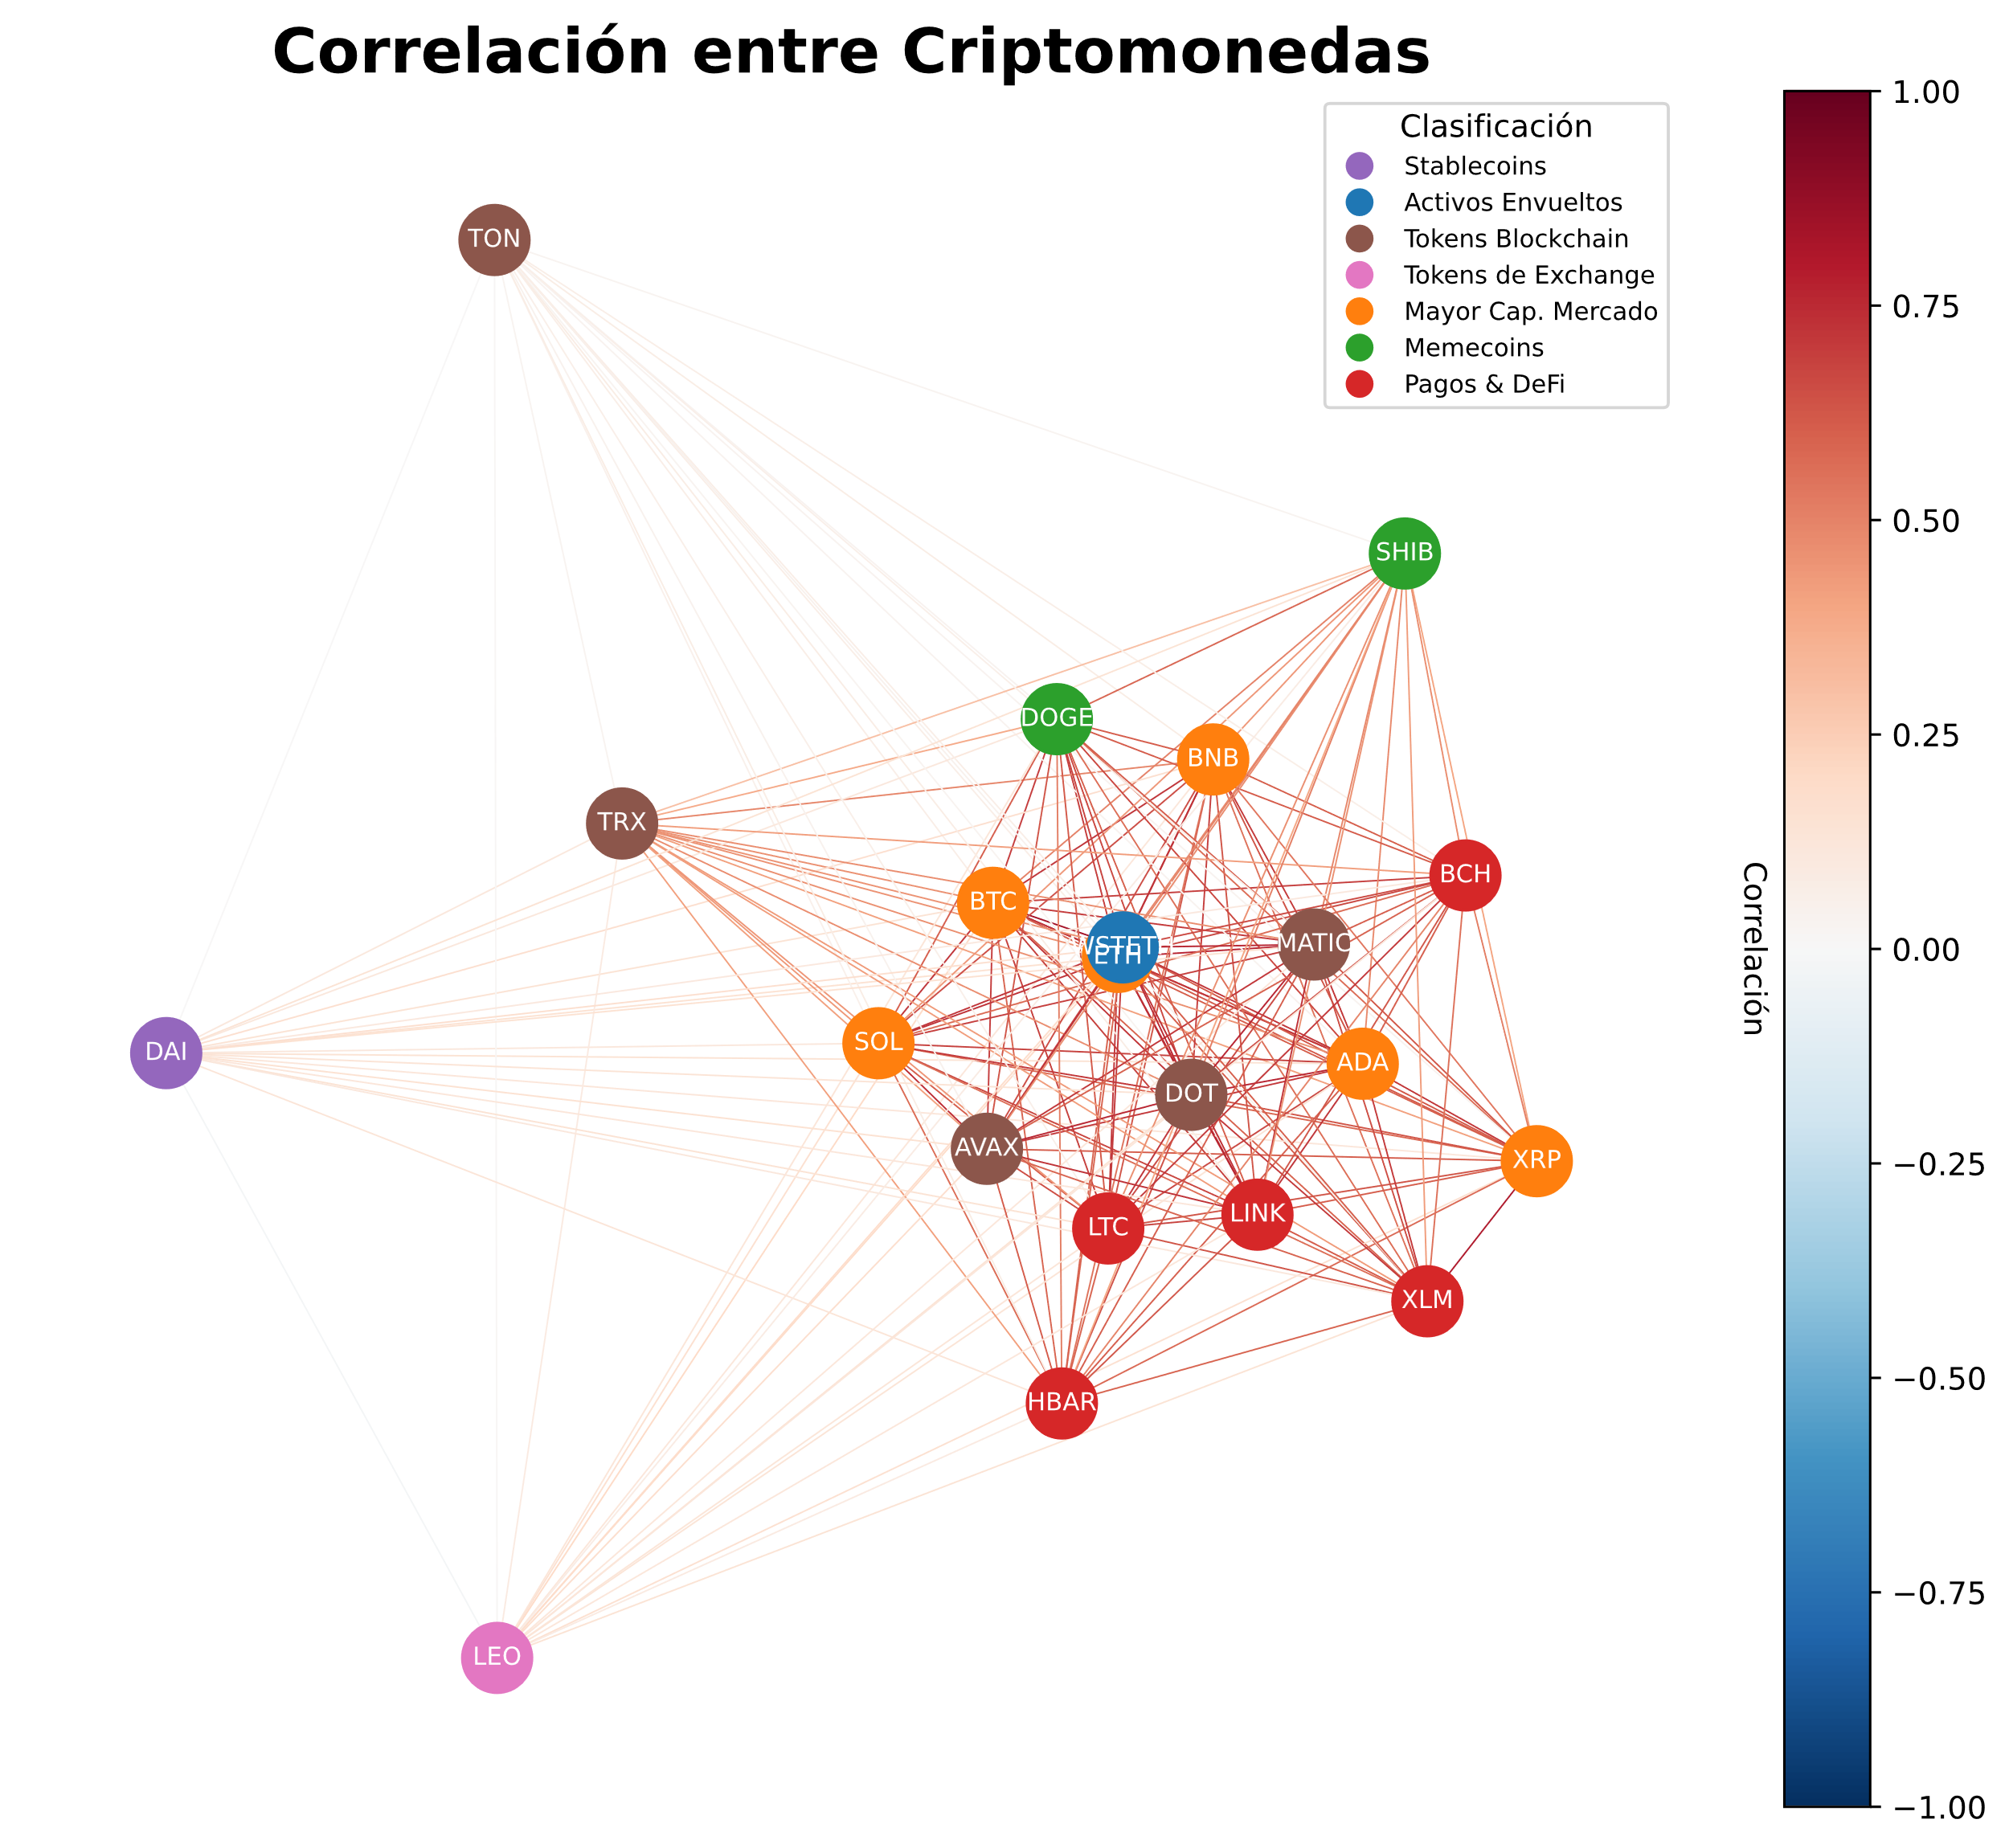 Correlación entre Criptomonedas
Clasificación
Stablecoins
Activos Envueltos
Tokens Blockchain
Tokens de Exchange
Mayor Cap. Mercado
Memecoins
Pagos & DeFi
TON
SHIB
DOGE
BNB
TRX
BCH
BTC
MATIC
ETH
SOL
DAI
ADA
DOT
AVAX
XRP
LINK
LTC
XLM
HBAR
LEO
1.00
0.75
0.50
0.25
0.00
−0.25
−0.50
−0.75
−1.00
Correlación